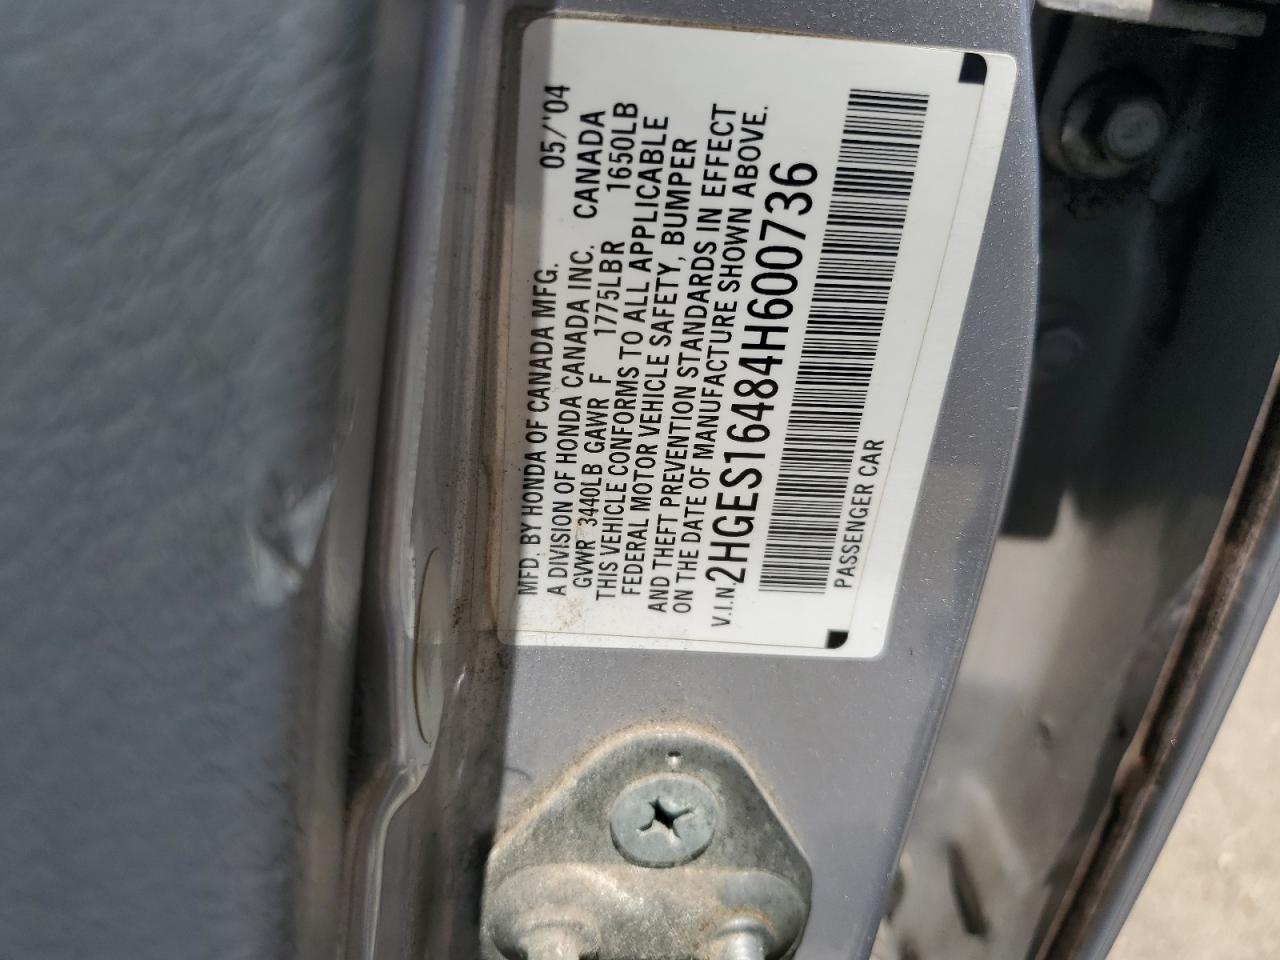 MFD. BY HONDA OF CANADA MFG. 05/'04
A DIVISION OF HONDA CANADA INC. CANADA
GVWR 3440LB GAWR F 1775LBR 1650LB
THIS VEHICLE CONFORMS TO ALL APPLICABLE
FEDERAL MOTOR VEHICLE SAFETY, BUMPER
AND THEFT PREVENTION STANDARDS IN EFFECT
ON THE DATE OF MANUFACTURE SHOWN ABOVE.
V.I.N. 2HGES16484H600736
PASSENGER CAR